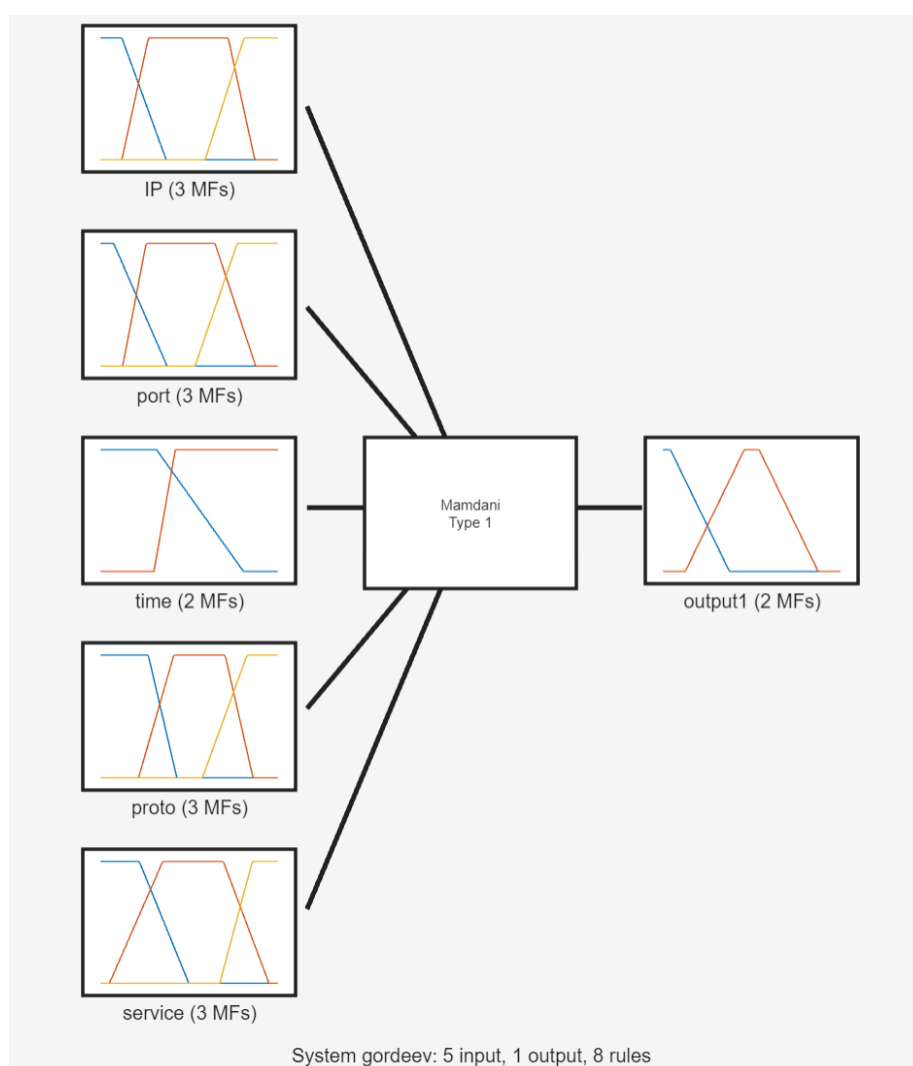 IP (3 MFs)
port (3 MFs)
time (2 MFs)
Mamdani
Type 1
output1 (2 MFs)
proto (3 MFs)
service (3 MFs)
System gordeev: 5 input, 1 output, 8 rules